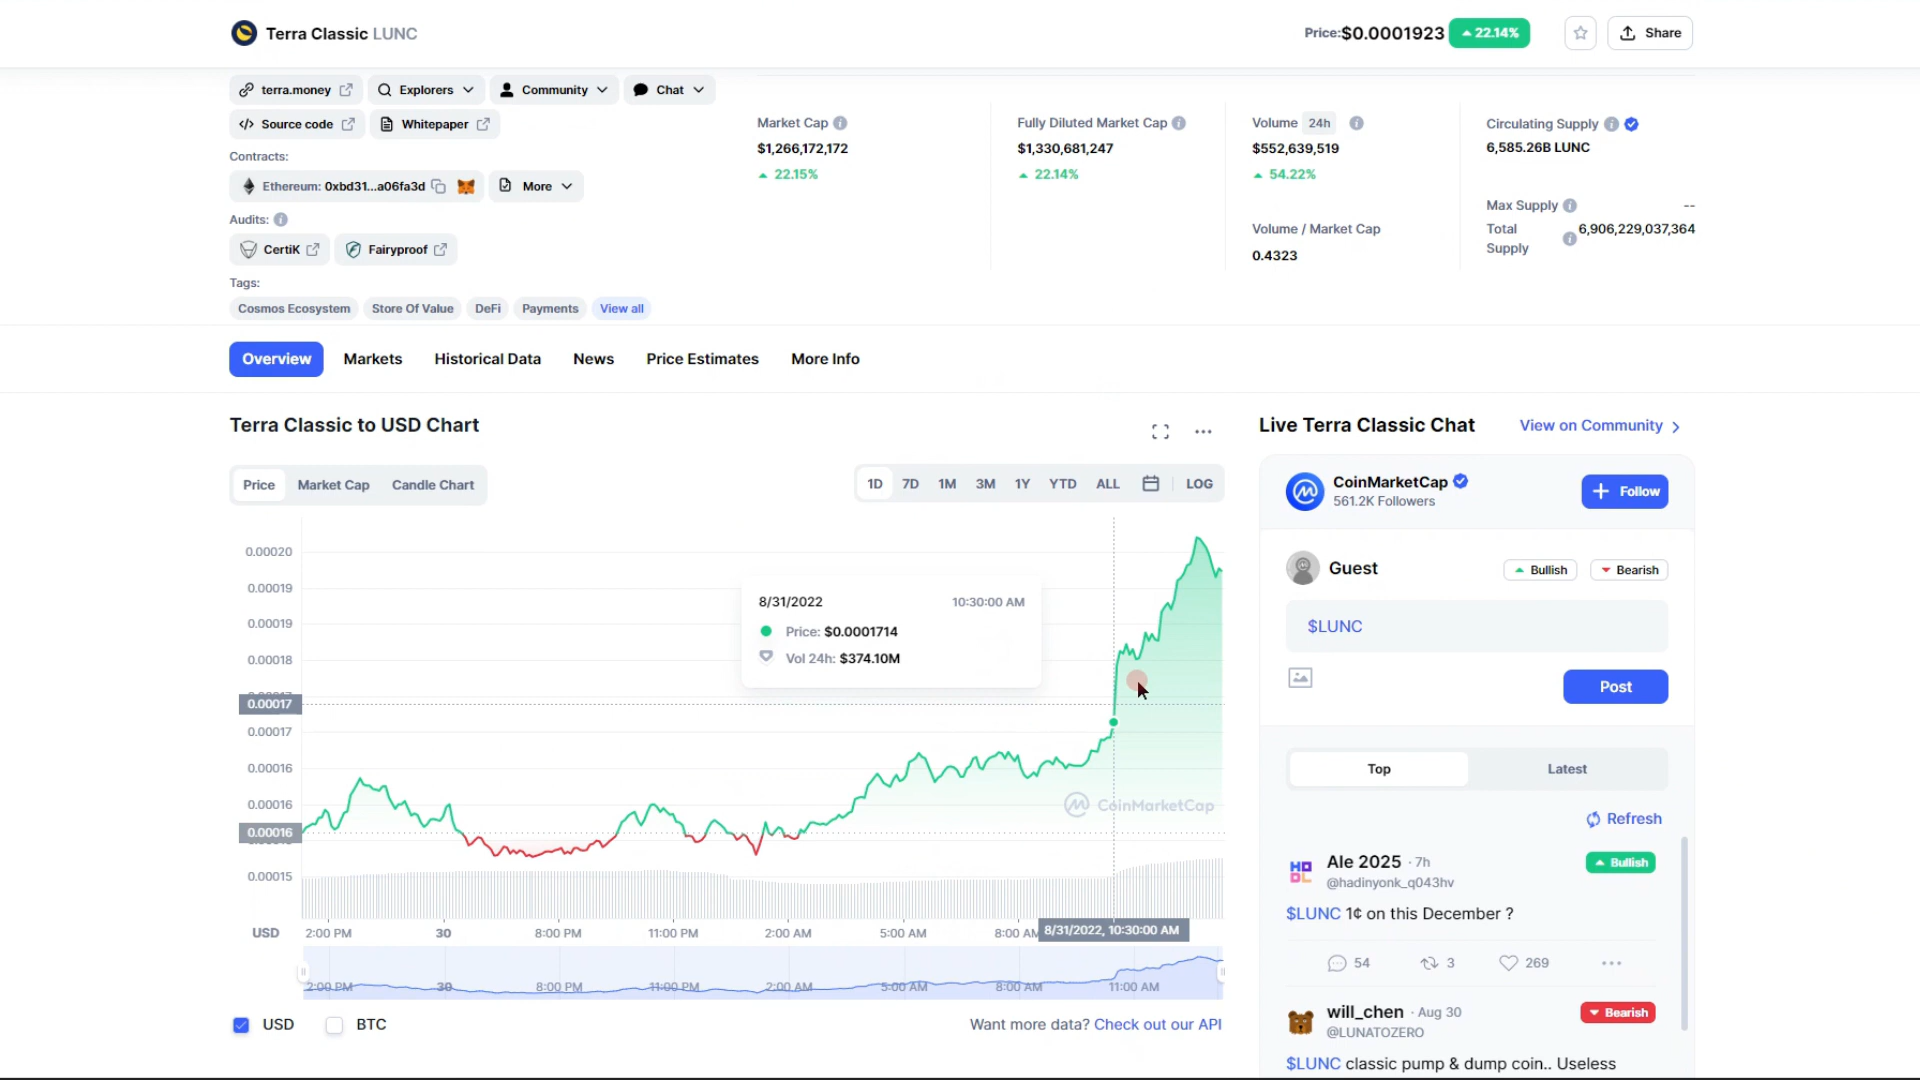 Terra Classic LUNC
Price:$0.0001923 22.14% Share
terra.money Explorers Community Chat
Source code Whitepaper
Contracts:
Ethereum: 0xbd31...a06fa3d More
Audits:
CertiK Fairyproof
Tags:
Cosmos Ecosystem Store Of Value DeFi Payments View all
Market Cap
$1,266,172,172
22.15%
Fully Diluted Market Cap
$1,330,681,247
22.14%
Volume 24h
$552,639,519
54.22%
Volume / Market Cap
0.4323
Circulating Supply
6,585.26B LUNC
Max Supply --
Total Supply 6,906,229,037,364
Overview Markets Historical Data News Price Estimates More Info
Terra Classic to USD Chart
Price Market Cap Candle Chart
1D 7D 1M 3M 1Y YTD ALL LOG
0.00020
0.00019
0.00019
0.00018
0.00017
0.00017
0.00016
0.00016
0.00016
0.00015
8/31/2022 10:30:00 AM
Price: $0.0001714
Vol 24h: $374.10M
CoinMarketCap
USD 2:00 PM 30 8:00 PM 11:00 PM 2:00 AM 5:00 AM 8:00 AM 8/31/2022, 10:30:00 AM
2:00 PM 30 8:00 PM 11:00 PM 2:00 AM 5:00 AM 8:00 AM 11:00 AM
USD BTC
Want more data? Check out our API
Live Terra Classic Chat View on Community
CoinMarketCap
561.2K Followers
Follow
Guest Bullish Bearish
$LUNC
Post
Top Latest
Refresh
Ale 2025 · 7h Bullish
@hadinyonk_q043hv
$LUNC 1¢ on this December ?
54 3 269
will_chen · Aug 30 Bearish
@LUNATOZERO
$LUNC classic pump & dump coin.. Useless